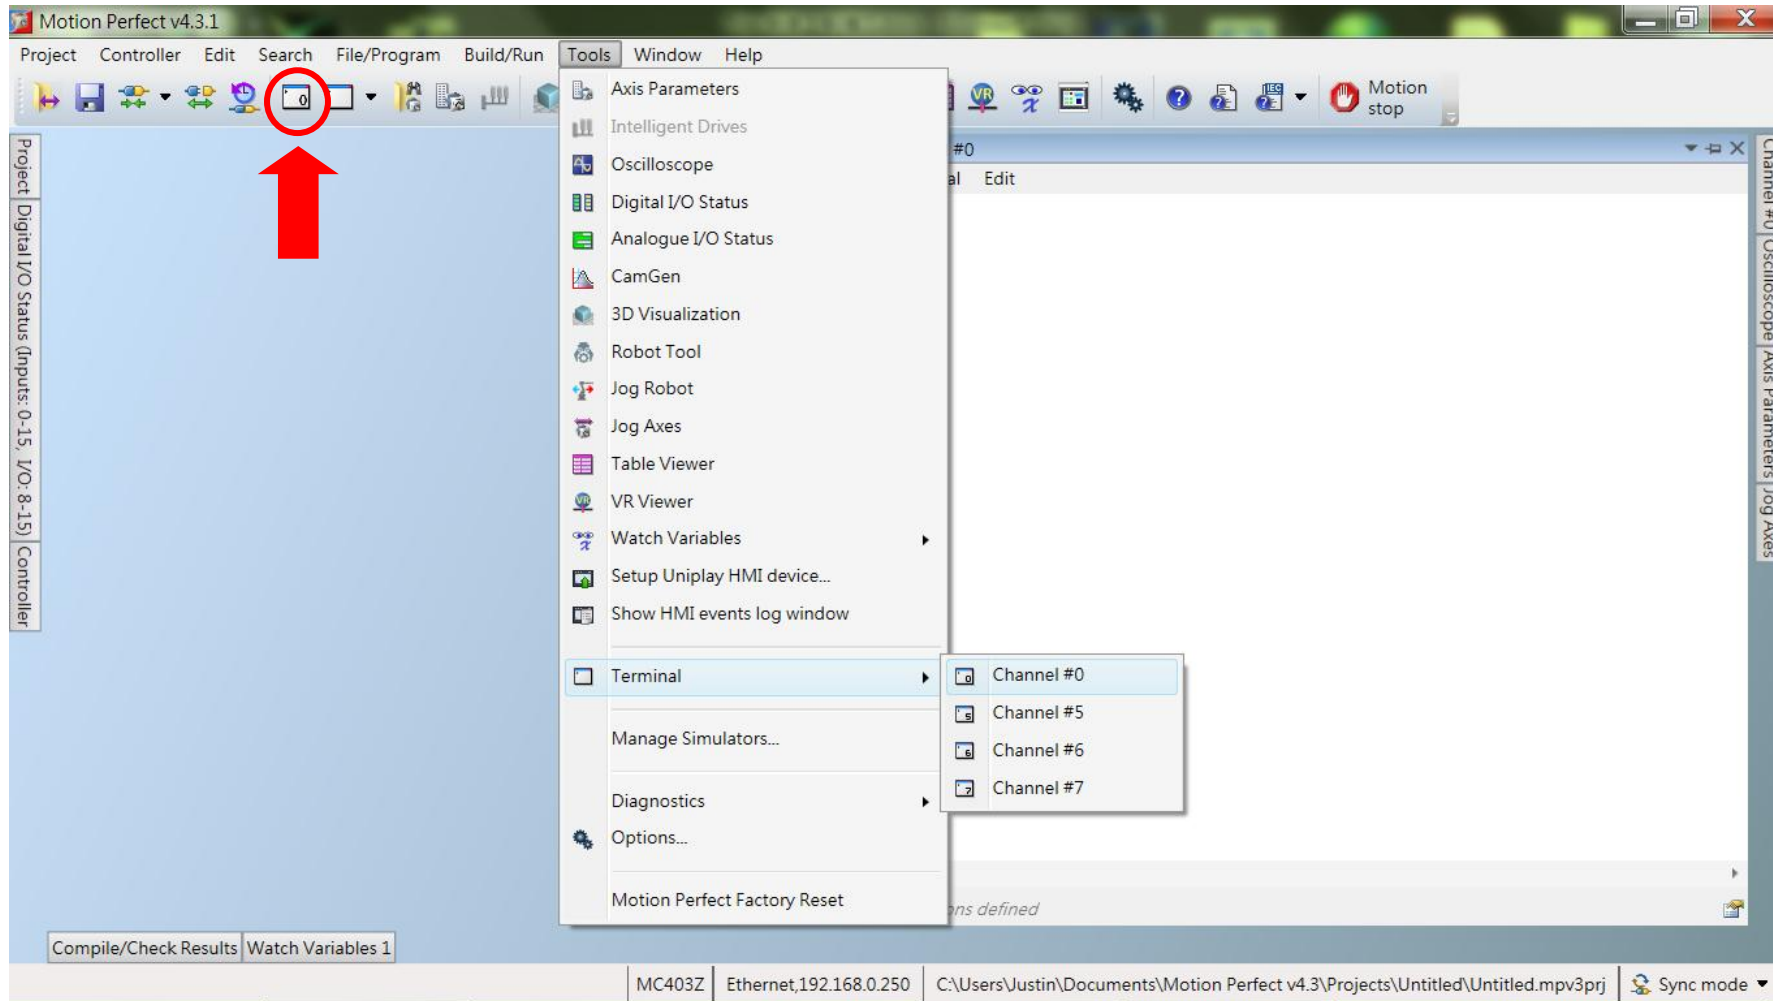 Motion Perfect v4.3.1
Project Controller Edit Search File/Program Build/Run Tools Window Help
Motion stop
Axis Parameters
Intelligent Drives
Oscilloscope
Digital I/O Status
Analogue I/O Status
CamGen
3D Visualization
Robot Tool
Jog Robot
Jog Axes
Table Viewer
VR Viewer
Watch Variables
Setup Uniplay HMI device...
Show HMI events log window
Terminal
Manage Simulators...
Diagnostics
Options...
Motion Perfect Factory Reset
Channel #0
Channel #5
Channel #6
Channel #7
#0
Edit
defined
Project
Digital I/O Status (Inputs: 0-15, I/O: 8-15)
Controller
Channel #0
Oscilloscope
Axis Parameters
Jog Axes
Compile/Check Results Watch Variables 1
MC403Z Ethernet,192.168.0.250 C:\Users\Justin\Documents\Motion Perfect v4.3\Projects\Untitled\Untitled.mpv3prj Sync mode